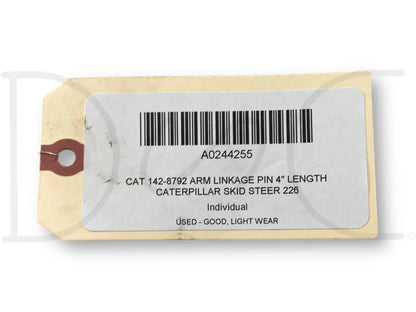 A0244255
CAT 142-8792 ARM LINKAGE PIN 4" LENGTH
CATERPILLAR SKID STEER 226
Individual
USED - GOOD, LIGHT WEAR